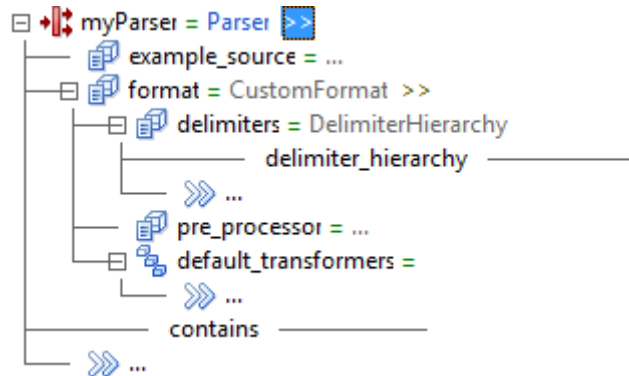 myParser = Parser >>
example_source = ...
format = CustomFormat >>
delimiters = DelimiterHierarchy
delimiter_hierarchy
...
pre_processor = ...
default_transformers =
...
contains
...